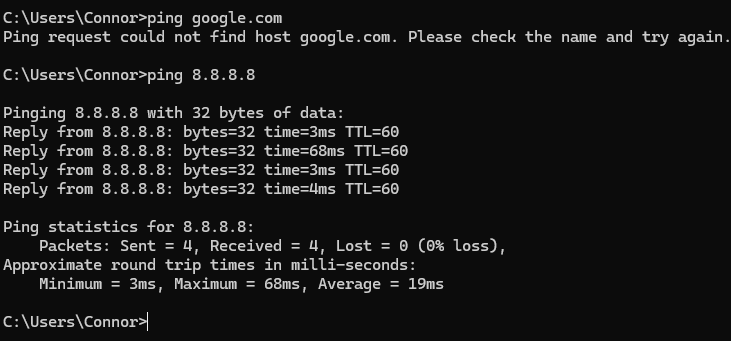 C:\Users\Connor>ping google.com
Ping request could not find host google.com. Please check the name and try again.
C:\Users\Connor>ping 8.8.8.8
Pinging 8.8.8.8 with 32 bytes of data:
Reply from 8.8.8.8: bytes=32 time=3ms TTL=60
Reply from 8.8.8.8: bytes=32 time=68ms TTL=60
Reply from 8.8.8.8: bytes=32 time=3ms TTL=60
Reply from 8.8.8.8: bytes=32 time=4ms TTL=60
Ping statistics for 8.8.8.8:
    Packets: Sent = 4, Received = 4, Lost = 0 (0% loss),
Approximate round trip times in milli-seconds:
    Minimum = 3ms, Maximum = 68ms, Average = 19ms
C:\Users\Connor>